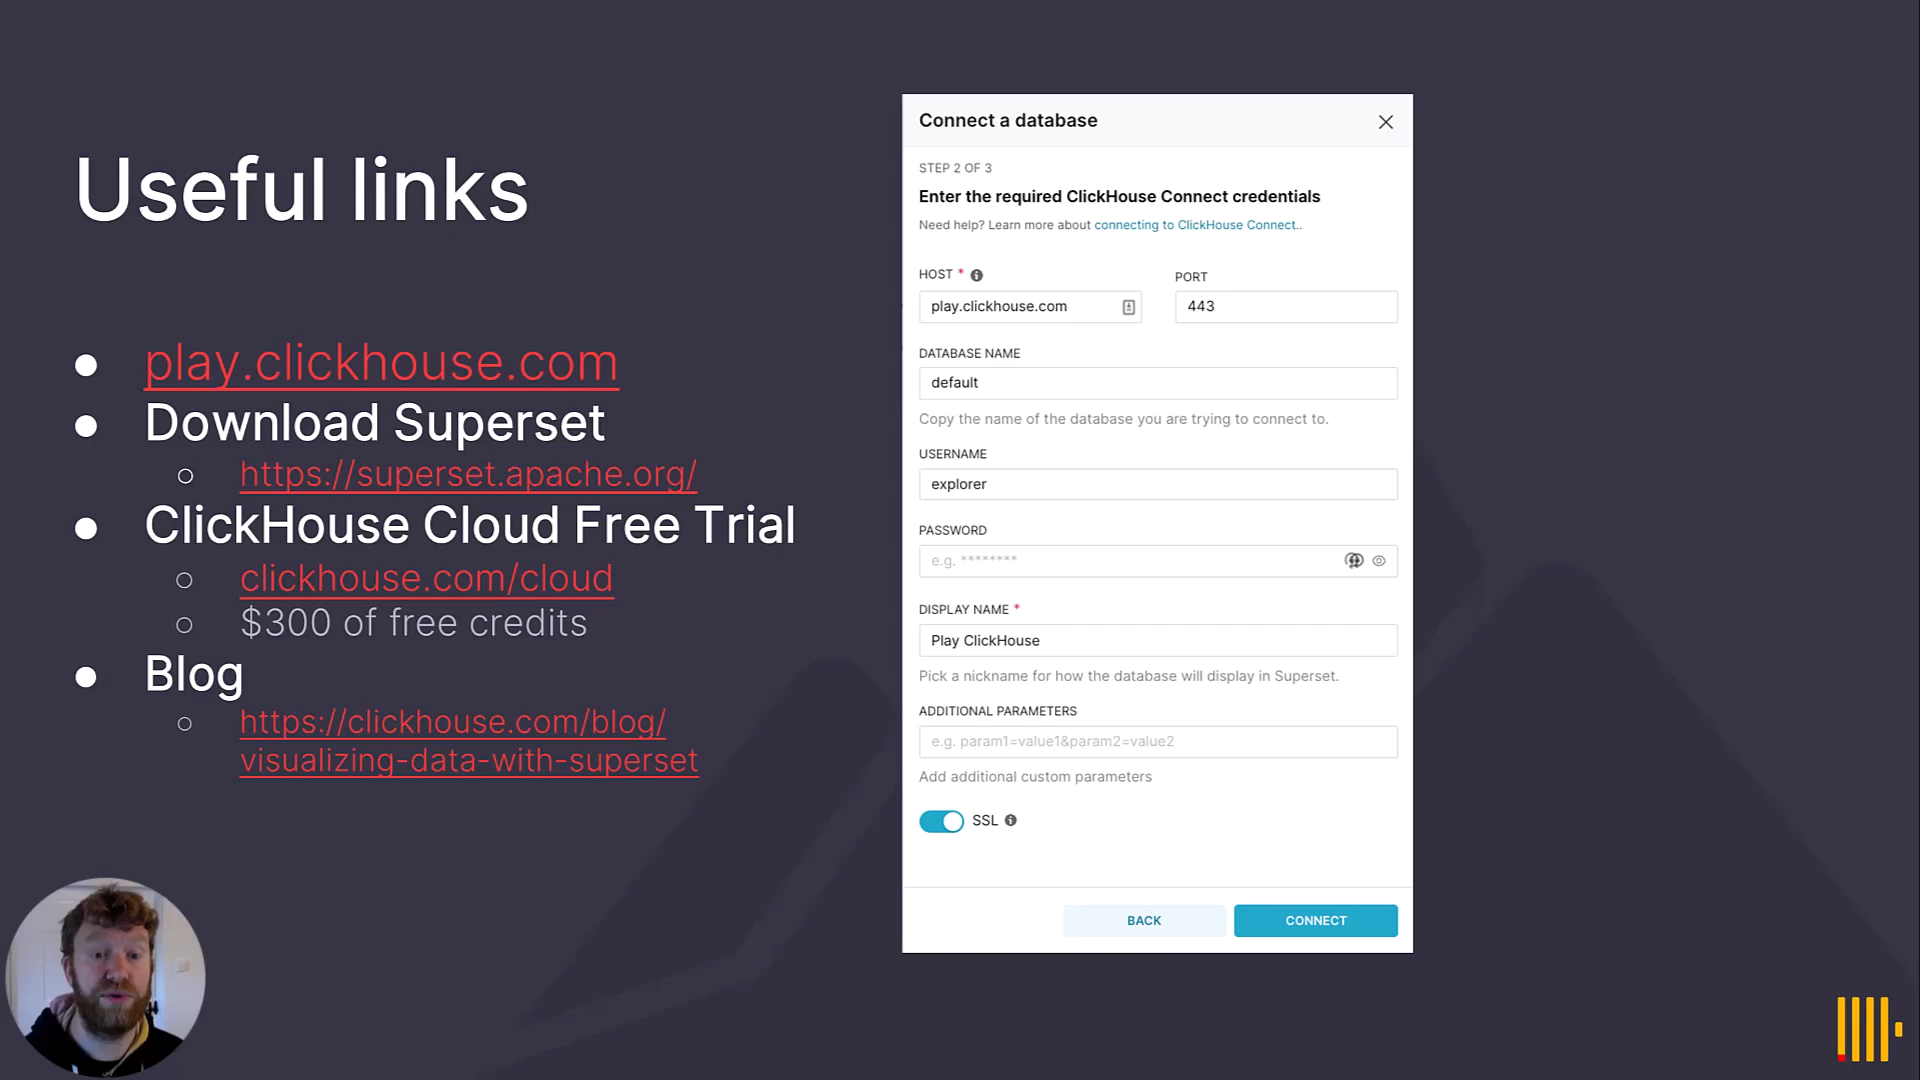 Useful links
play.clickhouse.com
Download Superset
https://superset.apache.org/
ClickHouse Cloud Free Trial
clickhouse.com/cloud
$300 of free credits
Blog
https://clickhouse.com/blog/
visualizing-data-with-superset
Connect a database
STEP 2 OF 3
Enter the required ClickHouse Connect credentials
Need help? Learn more about connecting to ClickHouse Connect..
HOST * PORT
play.clickhouse.com 443
DATABASE NAME
default
Copy the name of the database you are trying to connect to.
USERNAME
explorer
PASSWORD
e.g. ********
DISPLAY NAME *
Play ClickHouse
Pick a nickname for how the database will display in Superset.
ADDITIONAL PARAMETERS
e.g. param1=value1&param2=value2
Add additional custom parameters
SSL
BACK CONNECT